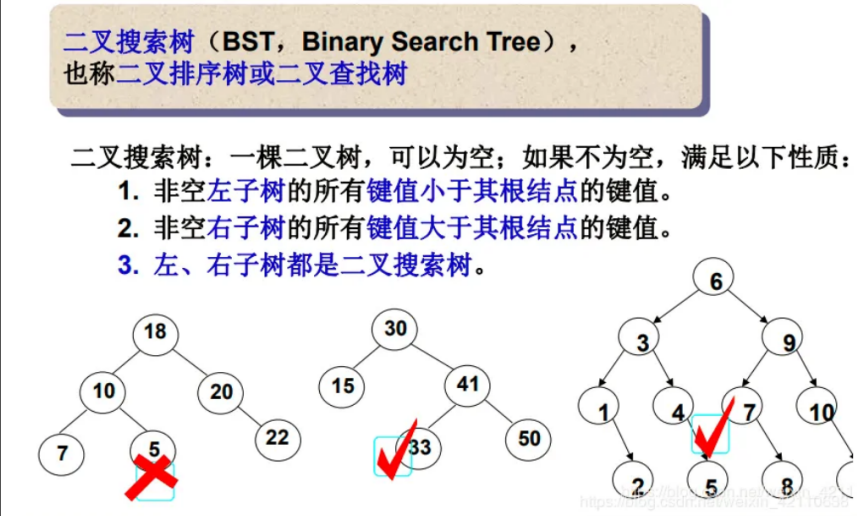 二叉搜索树（BST，Binary Search Tree），
也称二叉排序树或二叉查找树
二叉搜索树：一棵二叉树，可以为空；如果不为空，满足以下性质：
1. 非空左子树的所有键值小于其根结点的键值。
2. 非空右子树的所有键值大于其根结点的键值。
3. 左、右子树都是二叉搜索树。
18
10 20
7 5 22
30
15 41
33 50
6
3 9
1 4 7 10
2 5 8